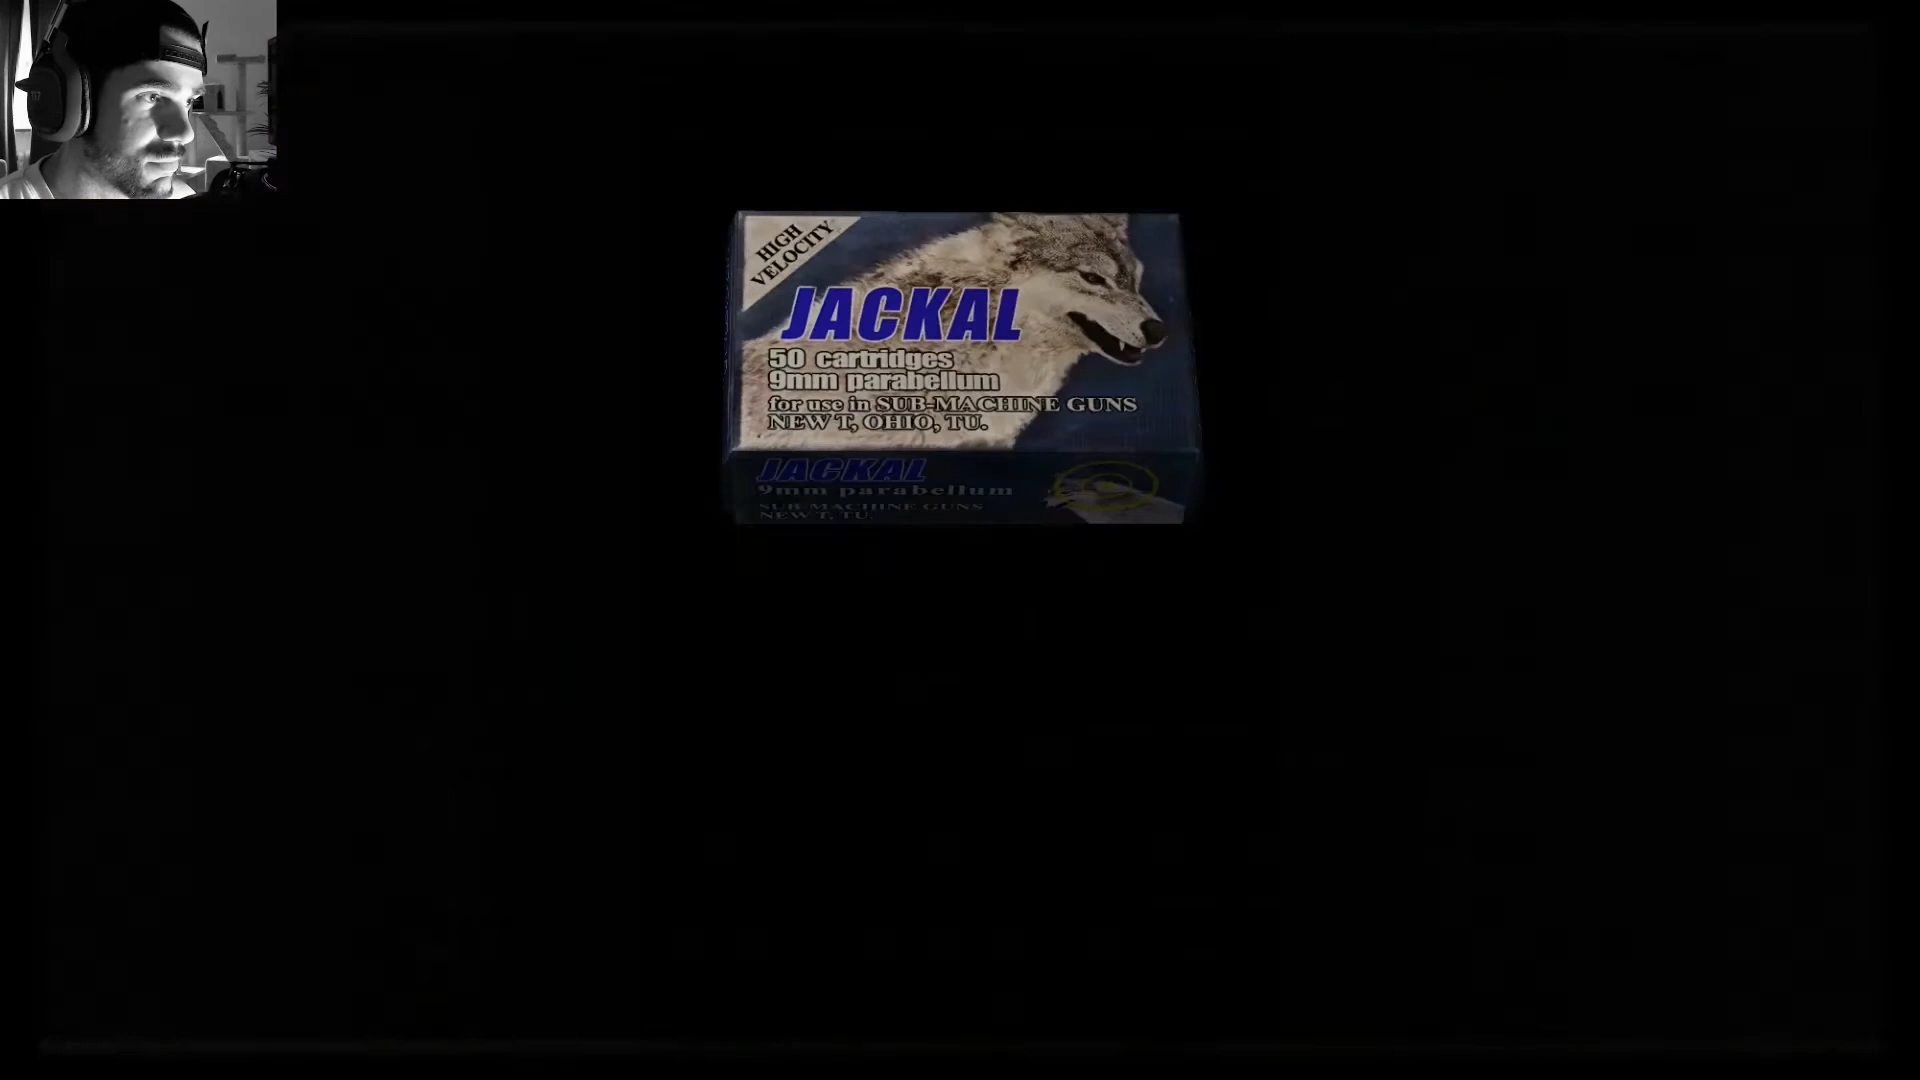 HIGH
VELOCITY
JACKAL
50 cartridges
9mm parabellum
for use in SUB-MACHINE GUNS
NEW T, OHIO, TU.
JACKAL
9mm parabellum
SUB-MACHINE GUNS
NEW T, TU.